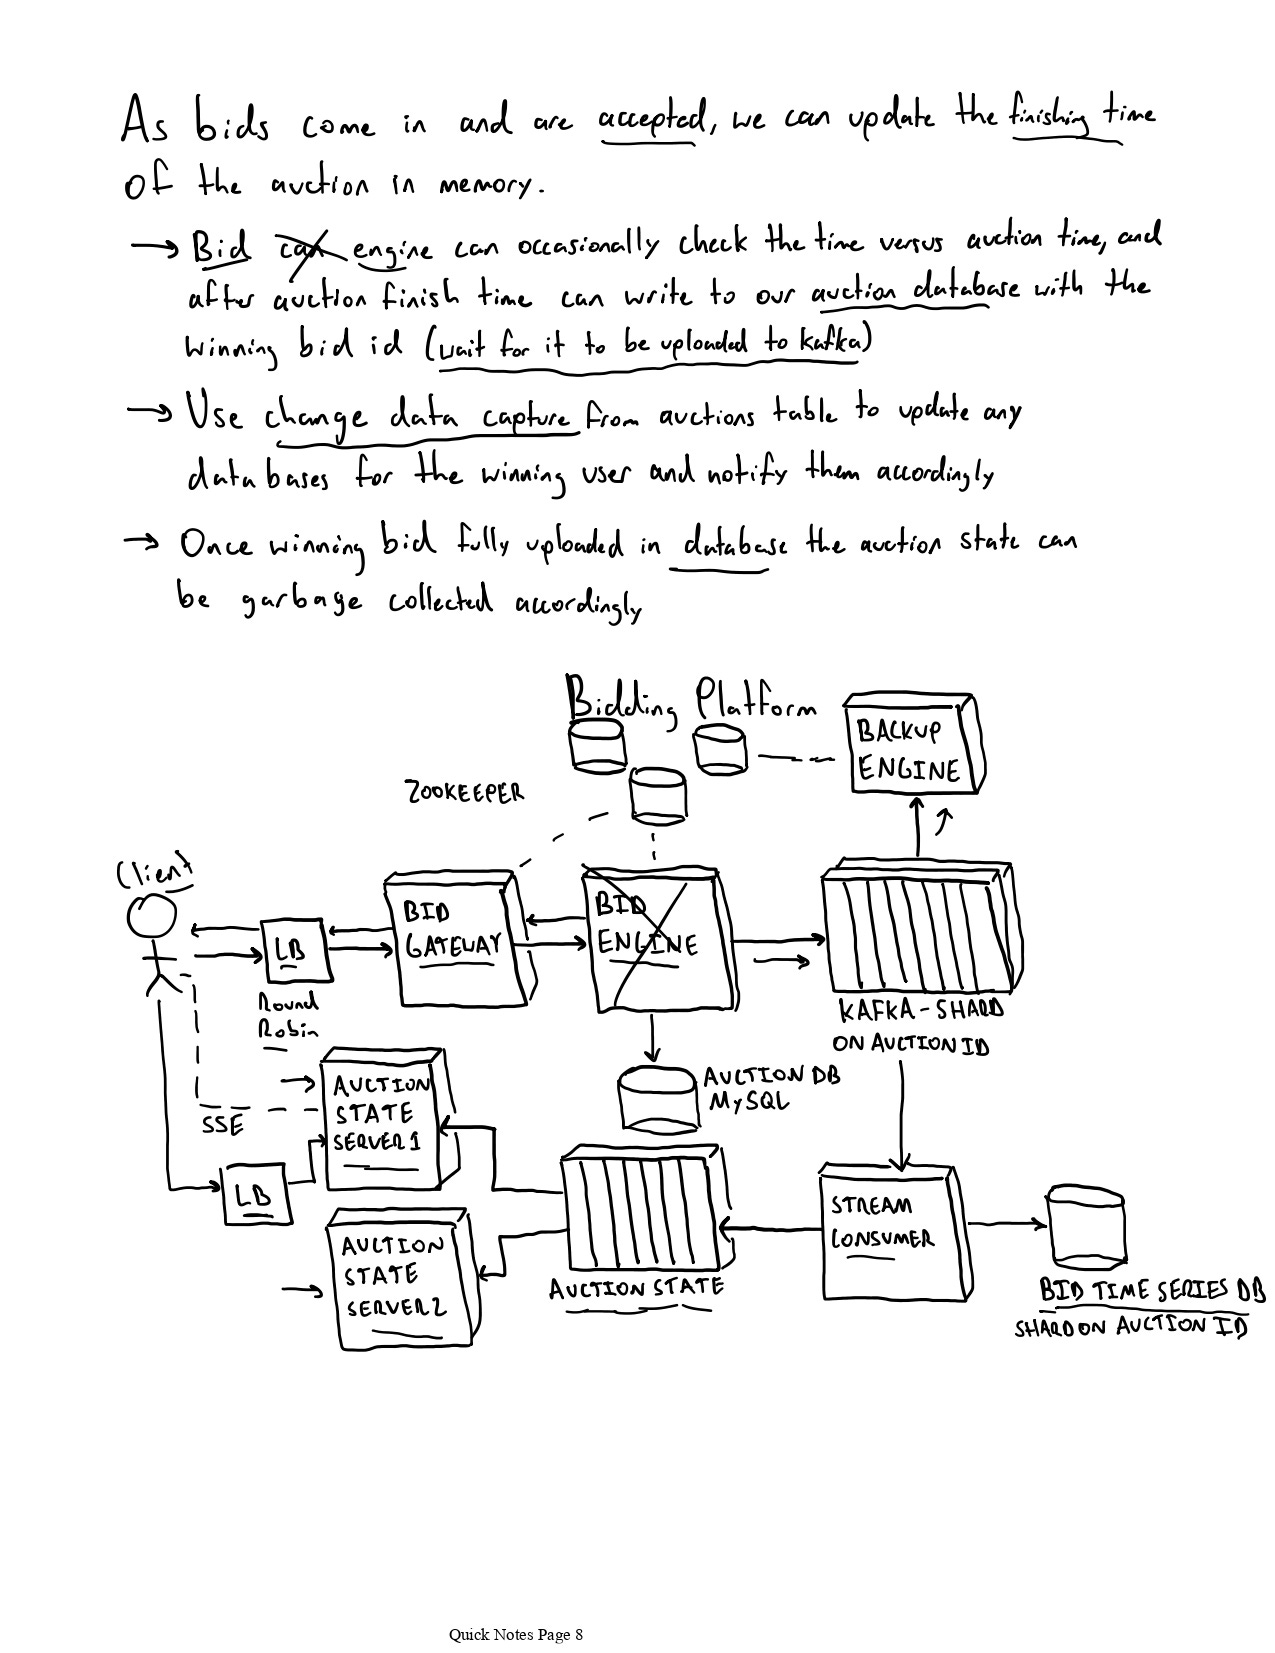 As bids come in and are accepted, we can update the finishing time
of the auction in memory.
→ Bid can engine can occasionally check the time versus auction time, and
after auction finish time can write to our auction database with the
winning bid id (wait for it to be uploaded to kafka)
→ Use change data capture from auctions table to update any
databases for the winning user and notify them accordingly
→ Once winning bid fully uploaded in database the auction state can
be garbage collected accordingly
Bidding Platform
BACKUP
ENGINE
ZOOKEEPER
Client
BID
GATEWAY
BID
ENGINE
LB
Round
Robin
KAFKA-SHARD
ON AUCTION ID
AUCTION DB
MySQL
AUCTION
STATE
SERVER 1
SSE
LB
AUCTION
STATE
SERVER 2
AUCTION STATE
STREAM
CONSUMER
BID TIME SERIES DB
SHARD ON AUCTION ID
Quick Notes Page 8